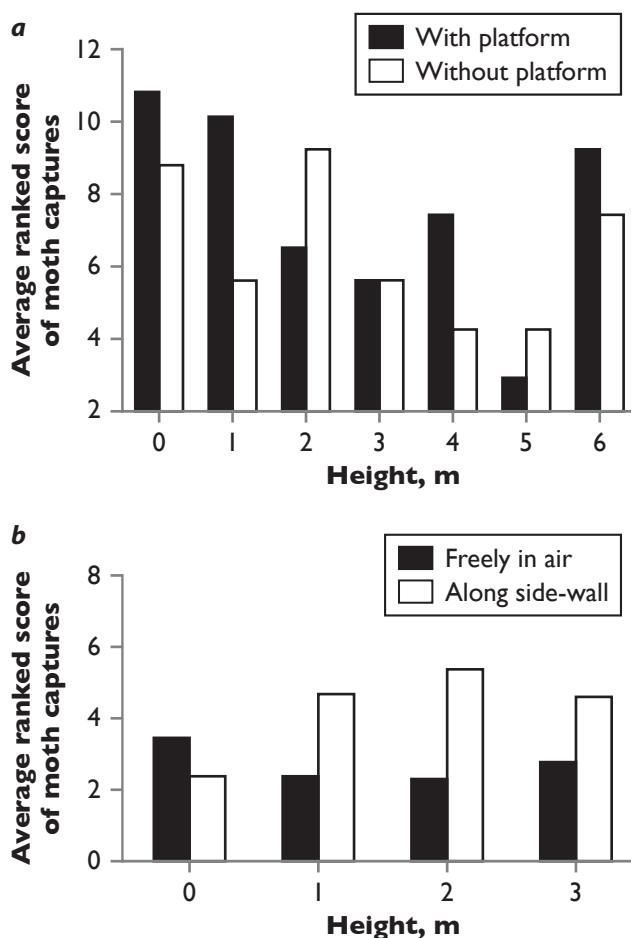 a
With platform
Without platform
Average ranked score
of moth captures
12
10
8
6
4
2
0 1 2 3 4 5 6
Height, m
b
Freely in air
Along side-wall
Average ranked score
of moth captures
8
6
4
2
0
0 1 2 3
Height, m